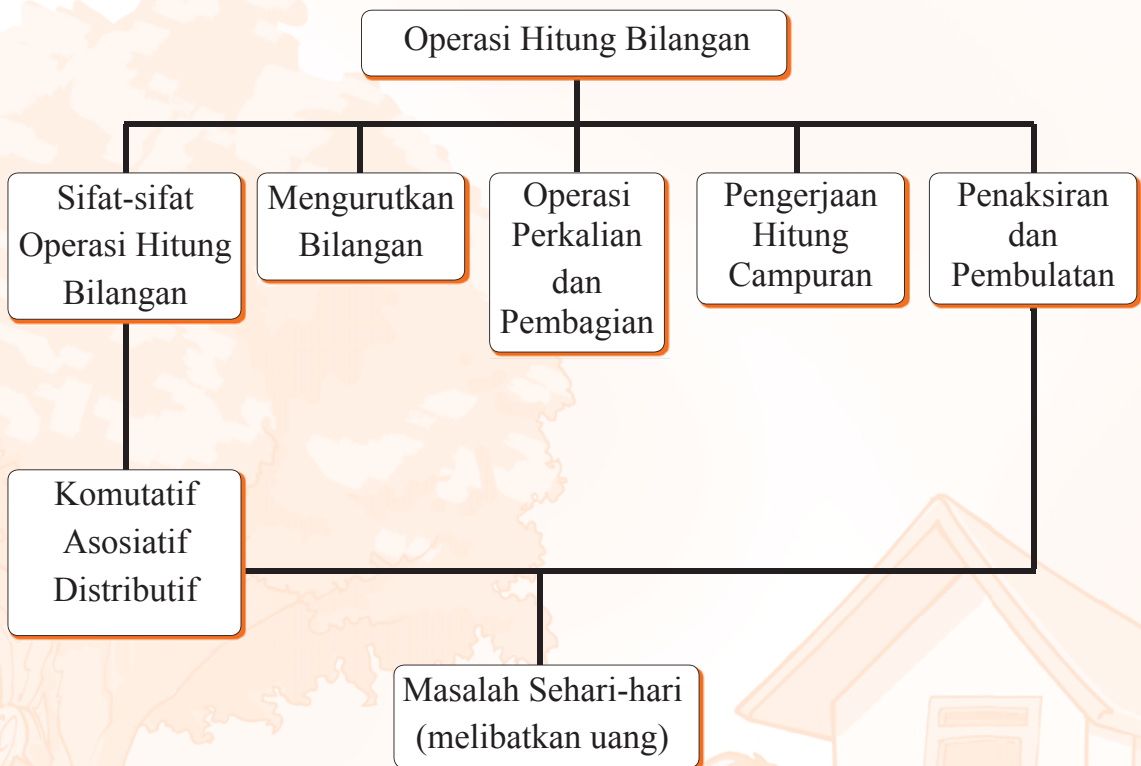 Operasi Hitung Bilangan
Sifat-sifat
Operasi Hitung
Bilangan
Mengurutkan
Bilangan
Operasi
Perkalian
dan
Pembagian
Pengerjaan
Hitung
Campuran
Penaksiran
dan
Pembulatan
Komutatif
Asosiatif
Distributif
Masalah Sehari-hari
(melibatkan uang)